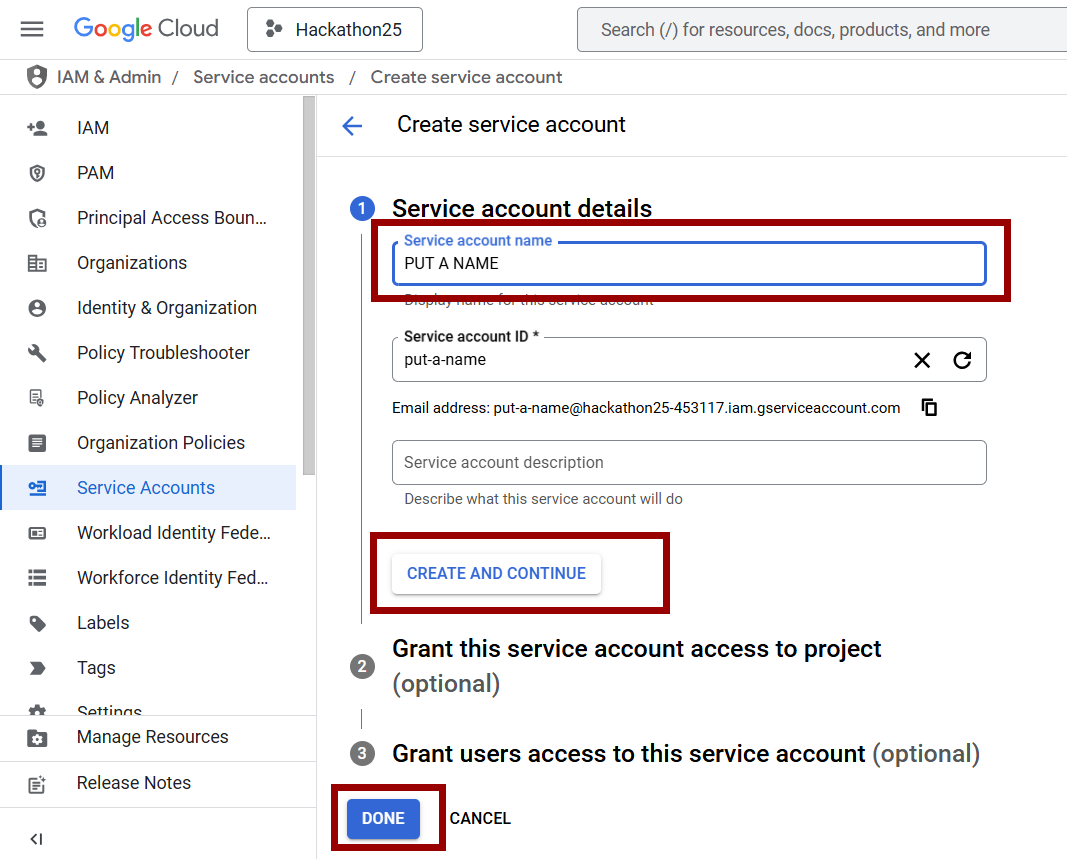 Google Cloud
Hackathon25
Search (/) for resources, docs, products, and more
IAM & Admin / Service accounts / Create service account
IAM
PAM
Principal Access Boun...
Organizations
Identity & Organization
Policy Troubleshooter
Policy Analyzer
Organization Policies
Service Accounts
Workload Identity Fede...
Workforce Identity Fed...
Labels
Tags
Settings
Manage Resources
Release Notes
Create service account
1 Service account details
Service account name
PUT A NAME
Display name for this service account
Service account ID *
put-a-name
Email address: put-a-name@hackathon25-453117.iam.gserviceaccount.com
Service account description
Describe what this service account will do
CREATE AND CONTINUE
2 Grant this service account access to project
(optional)
3 Grant users access to this service account (optional)
DONE CANCEL